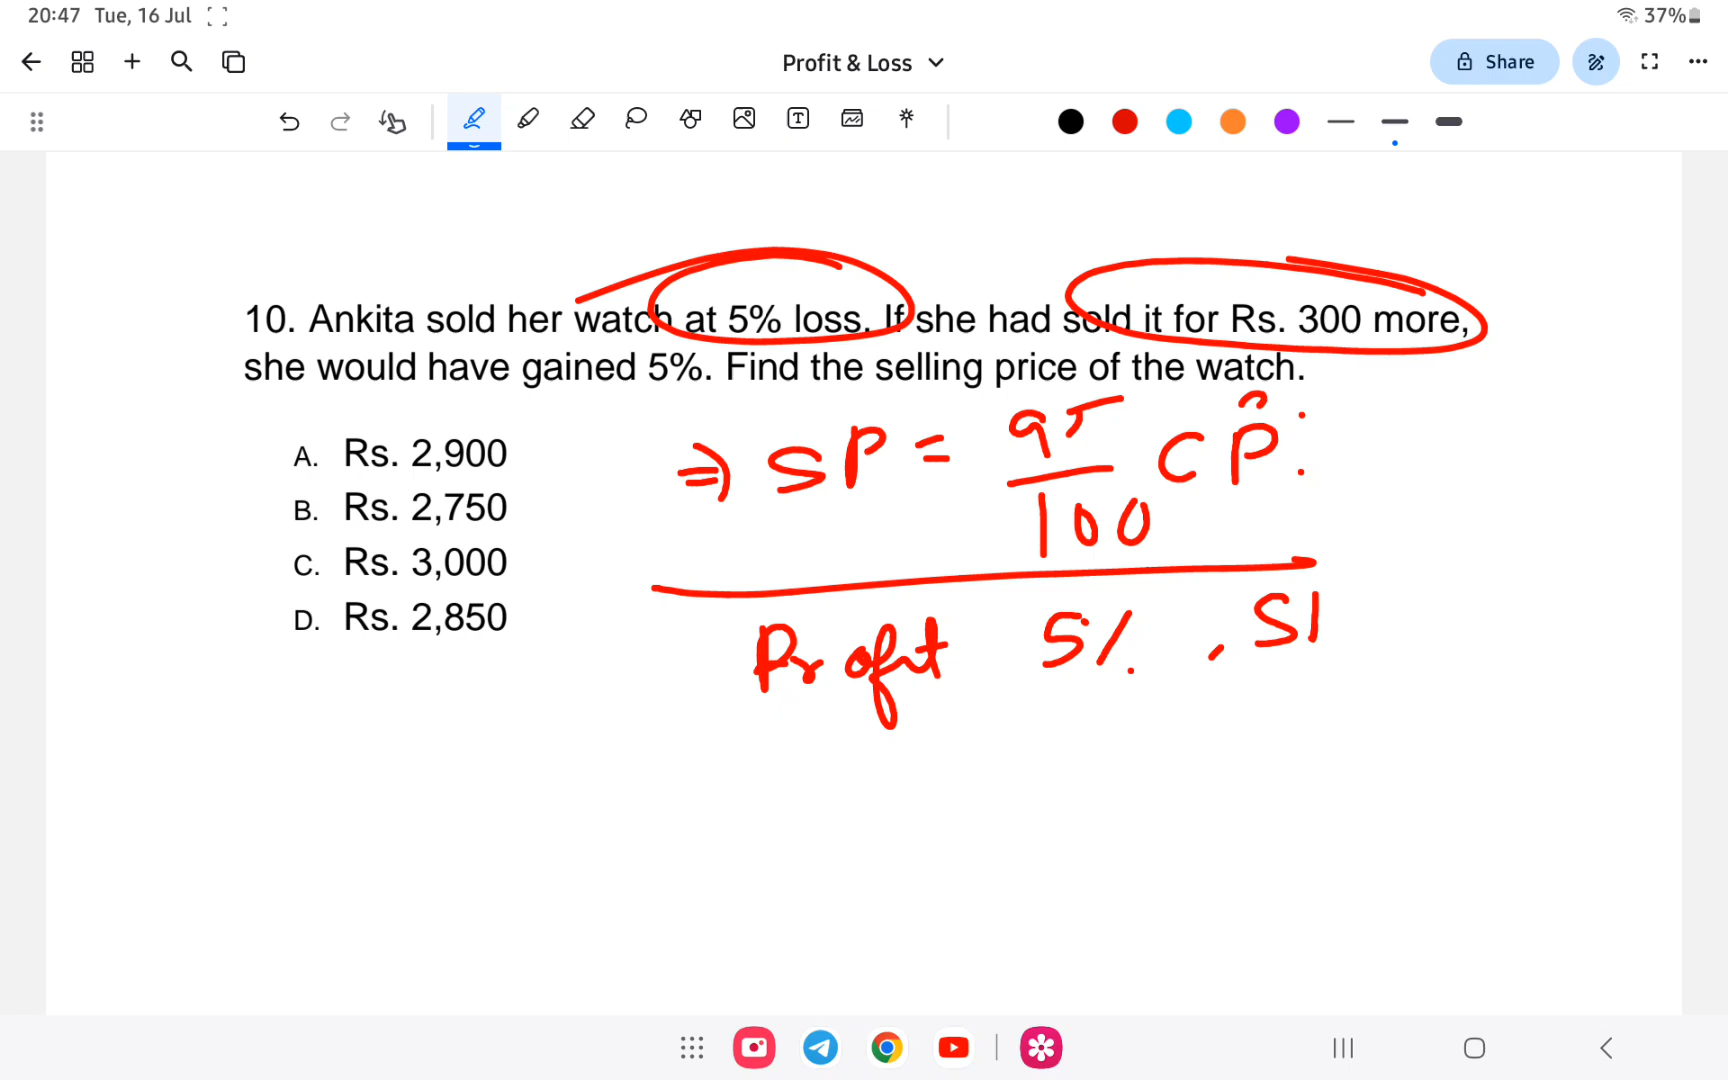 20:47 Tue, 16 Jul
37%
Profit & Loss
Share
10. Ankita sold her watch at 5% loss. If she had sold it for Rs. 300 more,
she would have gained 5%. Find the selling price of the watch.
A. Rs. 2,900
B. Rs. 2,750
C. Rs. 3,000
D. Rs. 2,850
⇒ SP = 95/100 CP
Profit 5%